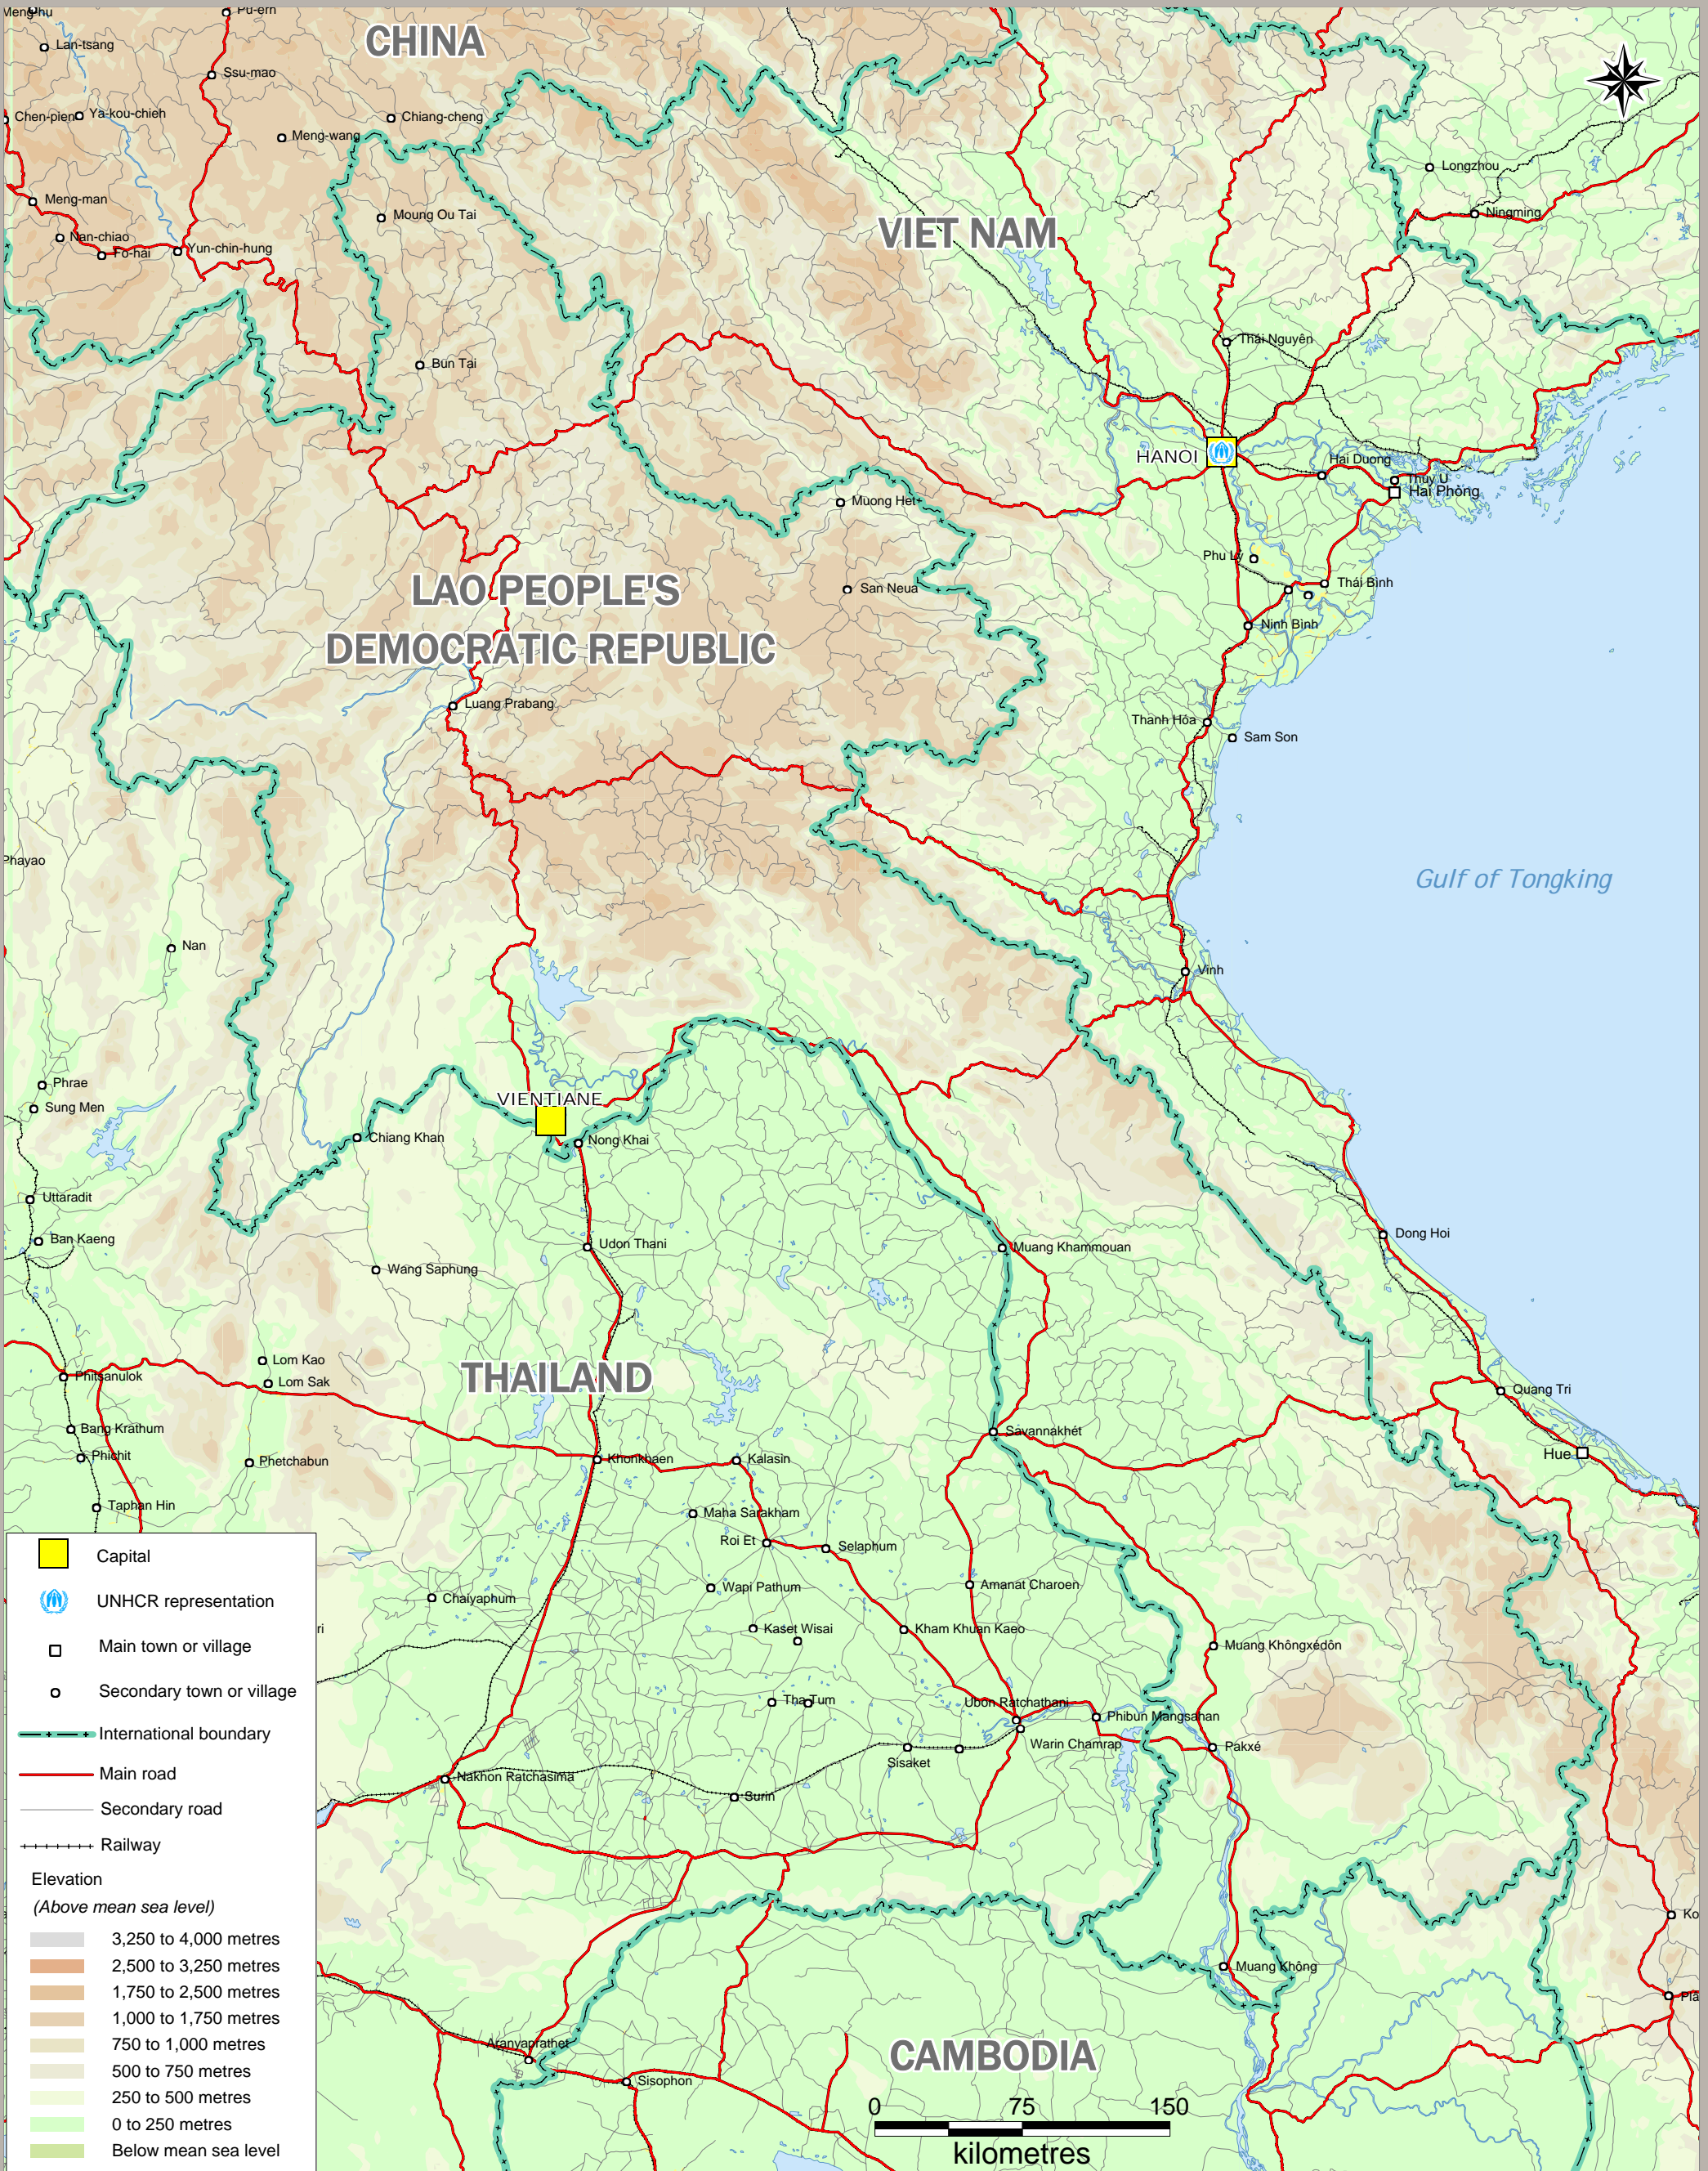 Meng-hu
Pu-erh
Lan-tsang
CHINA
Ssu-mao
Chen-pien
Ya-kou-chieh
Chiang-cheng
Meng-wang
Longzhou
Meng-man
Moung Ou Tai
Ningming
Nan-chiao
Fo-hai
Yun-chin-hung
VIET NAM
Thái Nguyên
Bun Tai
HANOI
Hai Duong
Thuy U
Hai Phòng
Muong Het
Phu Lý
LAO PEOPLE'S
San Neua
Thái Bình
DEMOCRATIC REPUBLIC
Ninh Bình
Luang Prabang
Thanh Hóa
Sam Son
Phayao
Gulf of Tongking
Nan
Vinh
Phrae
Sung Men
VIENTIANE
Chiang Khan
Nong Khai
Uttaradit
Ban Kaeng
Udon Thani
Muang Khammouan
Dong Hoi
Wang Saphung
Lom Kao
Phitsanulok
Lom Sak
THAILAND
Quang Tri
Bang Krathum
Savannakhét
Phichit
Phetchabun
Khonkhaen
Kalasin
Hue
Taphan Hin
Maha Sarakham
Roi Et
Selaphum
Wapi Pathum
Amanat Charoen
Chaiyaphum
Kaset Wisai
Kham Khuan Kaeo
ri
Muang Khôngxédôn
Tha Tum
Ubon Ratchathani
Phibun Mangsahan
Warin Chamrap
Sisaket
Pakxé
Nakhon Ratchasima
Surin
Ko
Muang Không
Pla
Aranyaprathet
CAMBODIA
Sisophon
0 75 150
kilometres
Capital
UNHCR representation
Main town or village
Secondary town or village
International boundary
Main road
Secondary road
Railway
Elevation
(Above mean sea level)
3,250 to 4,000 metres
2,500 to 3,250 metres
1,750 to 2,500 metres
1,000 to 1,750 metres
750 to 1,000 metres
500 to 750 metres
250 to 500 metres
0 to 250 metres
Below mean sea level